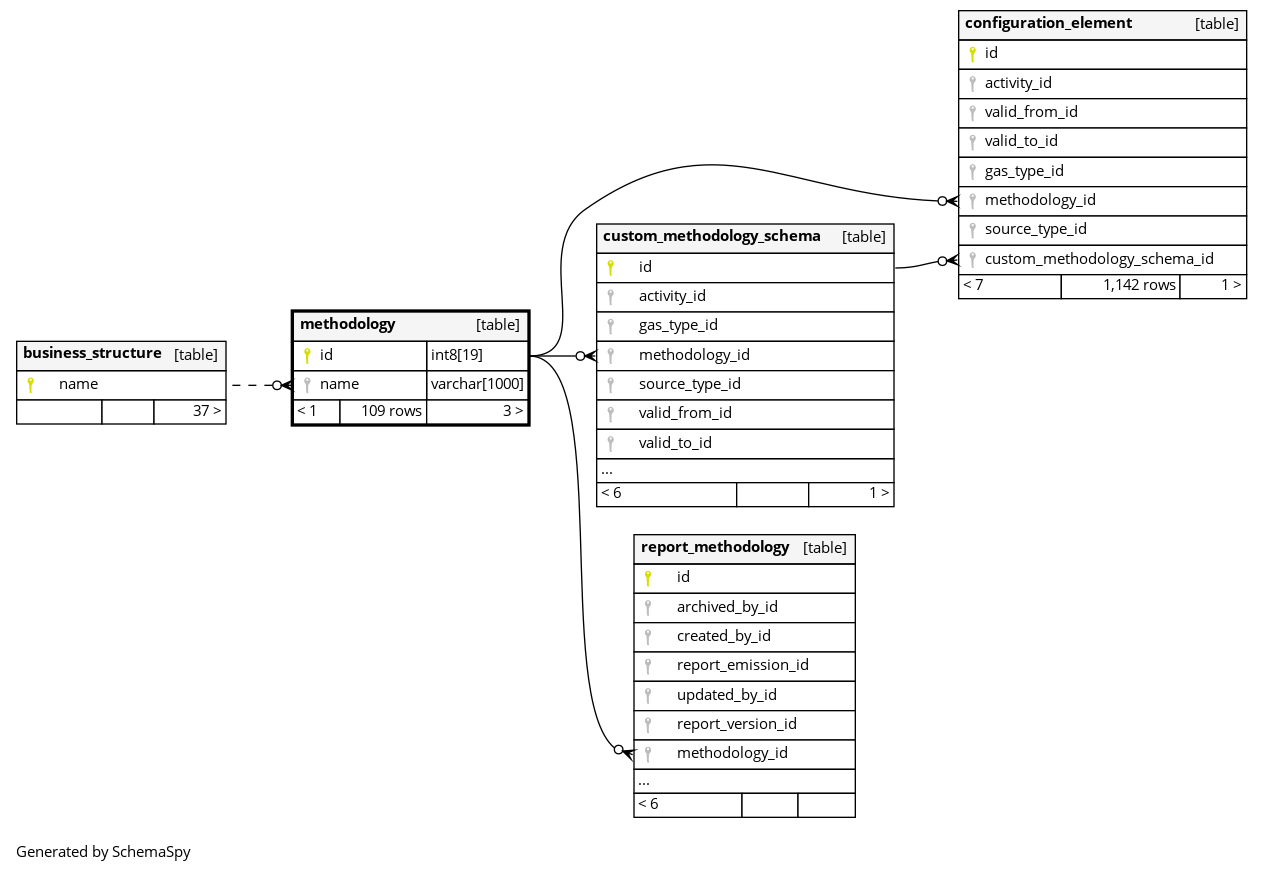 configuration_element [table]
id
activity_id
valid_from_id
valid_to_id
gas_type_id
methodology_id
source_type_id
custom_methodology_schema_id
< 7 1,142 rows 1 >
custom_methodology_schema [table]
id
activity_id
gas_type_id
methodology_id
source_type_id
valid_from_id
valid_to_id
...
< 6 1 >
methodology [table]
id int8[19]
name varchar[1000]
< 1 109 rows 3 >
business_structure [table]
name
37 >
report_methodology [table]
id
archived_by_id
created_by_id
report_emission_id
updated_by_id
report_version_id
methodology_id
...
< 6
Generated by SchemaSpy